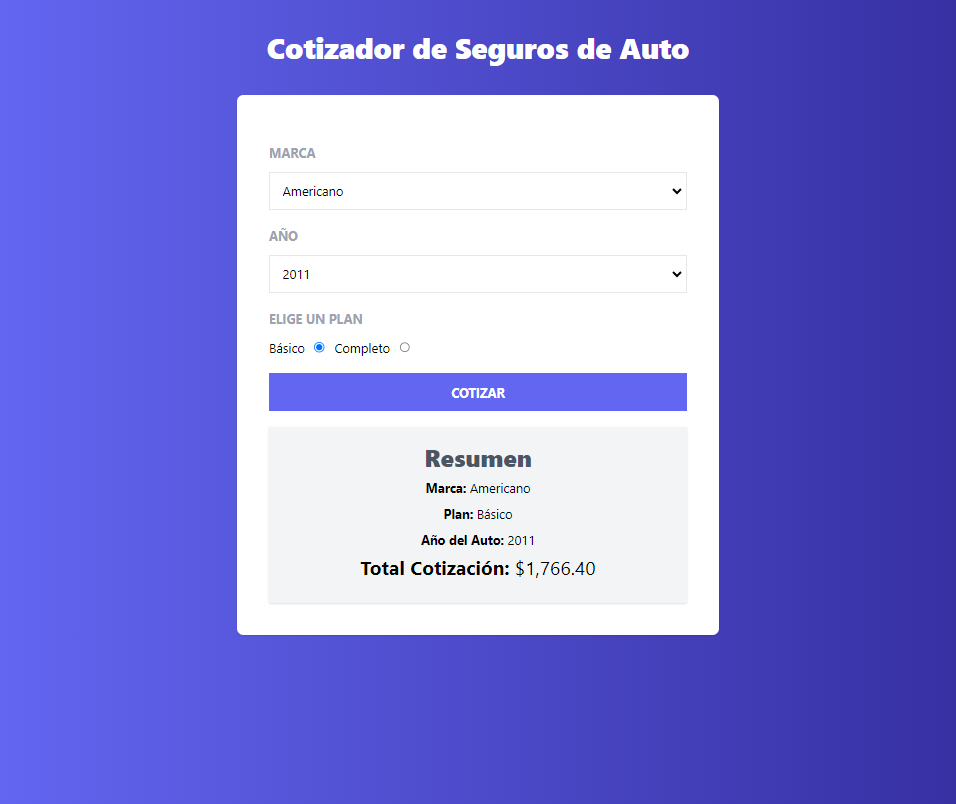 Cotizador de Seguros de Auto
MARCA
Americano
AÑO
2011
ELIGE UN PLAN
Básico Completo
COTIZAR
Resumen
Marca: Americano
Plan: Básico
Año del Auto: 2011
Total Cotización: $1,766.40